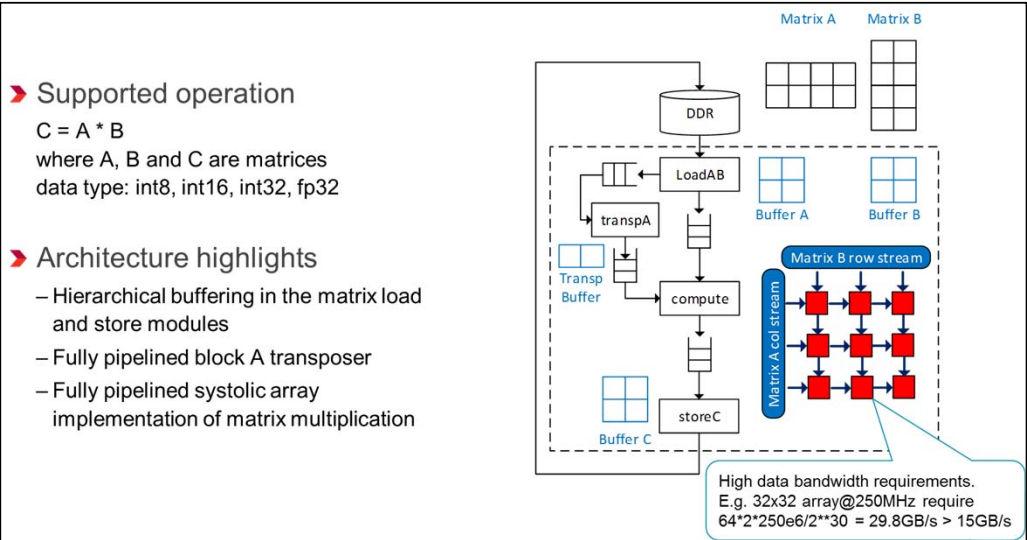 Supported operation
C = A * B
where A, B and C are matrices
data type: int8, int16, int32, fp32
Architecture highlights
– Hierarchical buffering in the matrix load
and store modules
– Fully pipelined block A transposer
– Fully pipelined systolic array
implementation of matrix multiplication
Matrix A
Matrix B
DDR
LoadAB
Buffer A
Buffer B
transpA
Transp
Buffer
compute
Matrix B row stream
Matrix A col stream
storeC
Buffer C
High data bandwidth requirements.
E.g. 32x32 array@250MHz require
64*2*250e6/2**30 = 29.8GB/s > 15GB/s